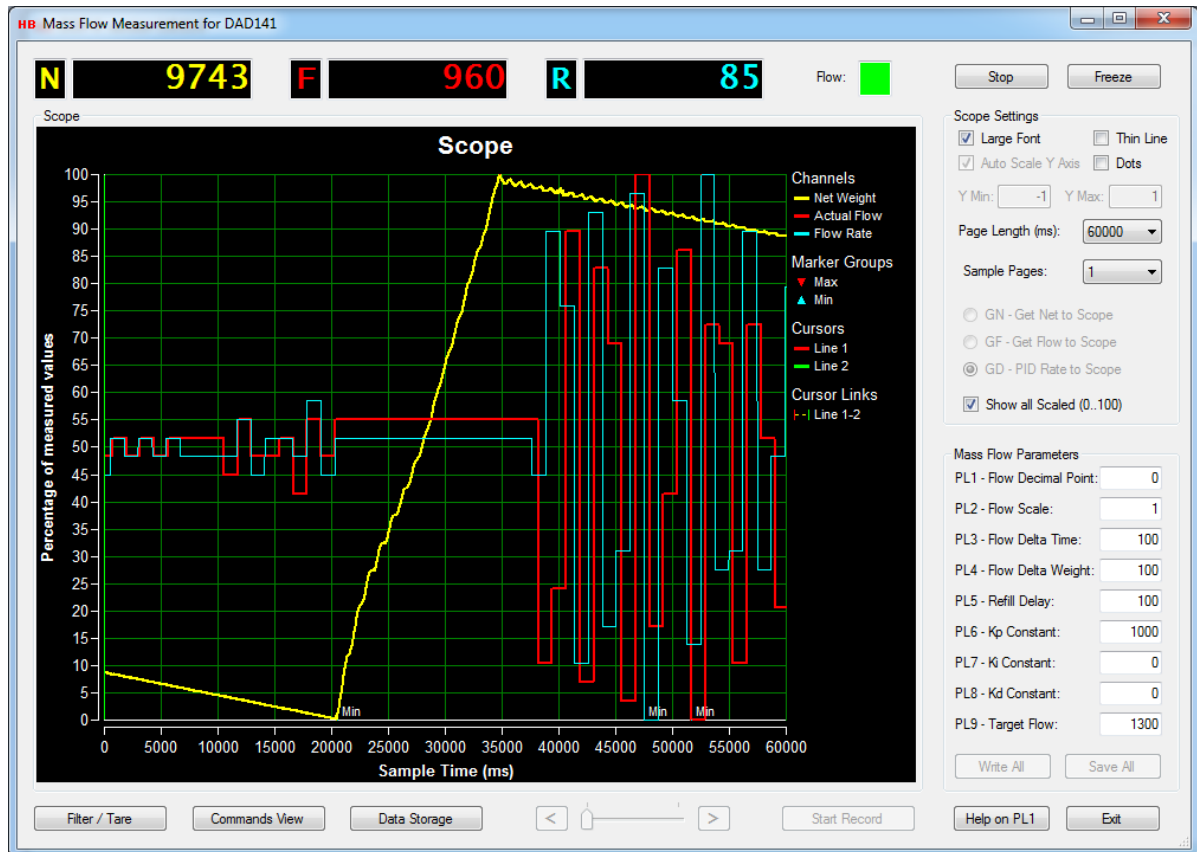 HB Mass Flow Measurement for DAD141
N 9743 F 960 R 85 Flow: Stop Freeze
Scope
Scope
Channels
Net Weight
Actual Flow
Flow Rate
Marker Groups
Max
Min
Cursors
Line 1
Line 2
Cursor Links
Line 1-2
Percentage of measured values
100
95
90
85
80
75
70
65
60
55
50
45
40
35
30
25
20
15
10
5
0
Min Min Min
0 5000 10000 15000 20000 25000 30000 35000 40000 45000 50000 55000 60000
Sample Time (ms)
Scope Settings
Large Font Thin Line
Auto Scale Y Axis Dots
Y Min: -1 Y Max: 1
Page Length (ms): 60000
Sample Pages: 1
GN - Get Net to Scope
GF - Get Flow to Scope
GD - PID Rate to Scope
Show all Scaled (0..100)
Mass Flow Parameters
PL1 - Flow Decimal Point: 0
PL2 - Flow Scale: 1
PL3 - Flow Delta Time: 100
PL4 - Flow Delta Weight: 100
PL5 - Refill Delay: 100
PL6 - Kp Constant: 1000
PL7 - Ki Constant: 0
PL8 - Kd Constant: 0
PL9 - Target Flow: 1300
Write All Save All
Filter / Tare Commands View Data Storage < > Start Record Help on PL1 Exit